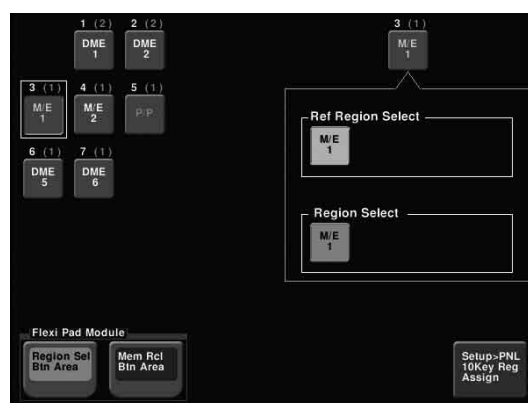 1 (2) 2 (2) 3 (1)
DME
1
DME
2
M/E
1
3 (1) 4 (1) 5 (1)
M/E
1
M/E
2
P/P
Ref Region Select
M/E
1
6 (1) 7 (1)
DME
5
DME
6
Region Select
M/E
1
Flexi Pad Module
Region Sel
Btn Area
Mem Rcl
Btn Area
Setup>PNL
10Key Reg
Assign